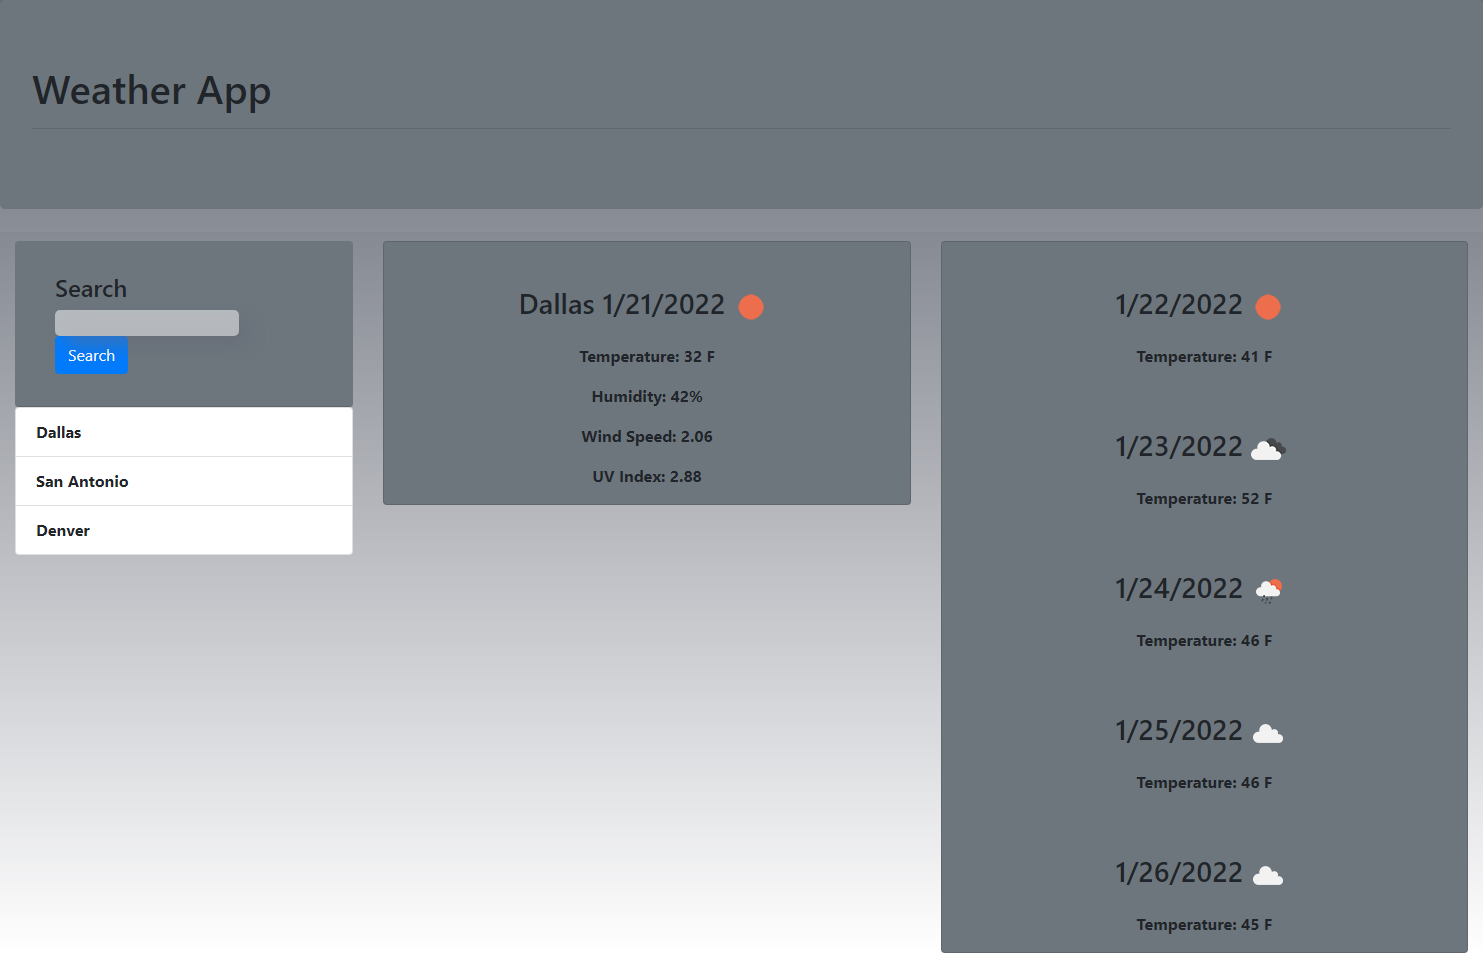 Weather App
Search
Search
Dallas
San Antonio
Denver
Dallas 1/21/2022
Temperature: 32 F
Humidity: 42%
Wind Speed: 2.06
UV Index: 2.88
1/22/2022
Temperature: 41 F
1/23/2022
Temperature: 52 F
1/24/2022
Temperature: 46 F
1/25/2022
Temperature: 46 F
1/26/2022
Temperature: 45 F